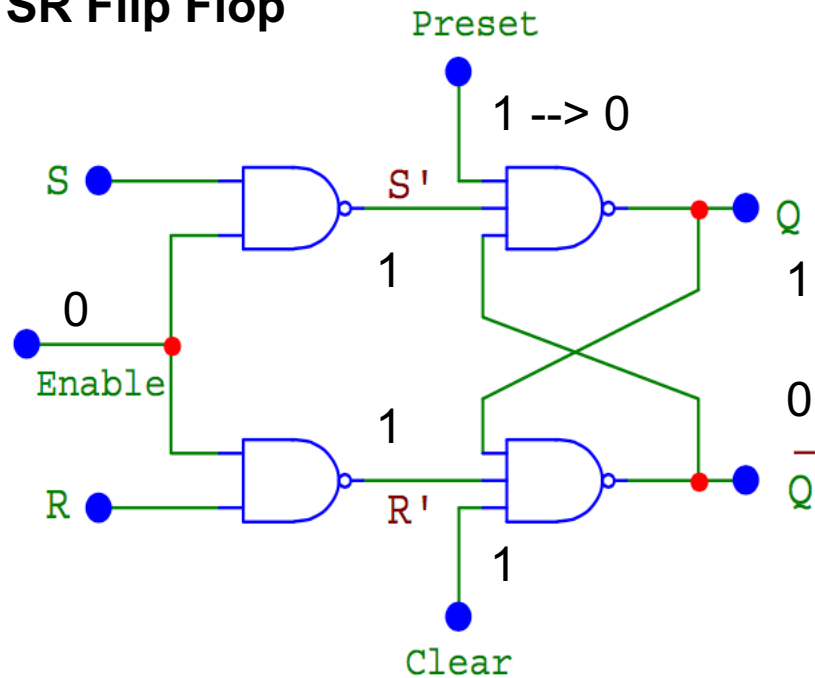 SR Flip Flop
Preset
1 --> 0
S
S'
Q
1
1
0
Enable
0
1
Q
R
R'
1
Clear